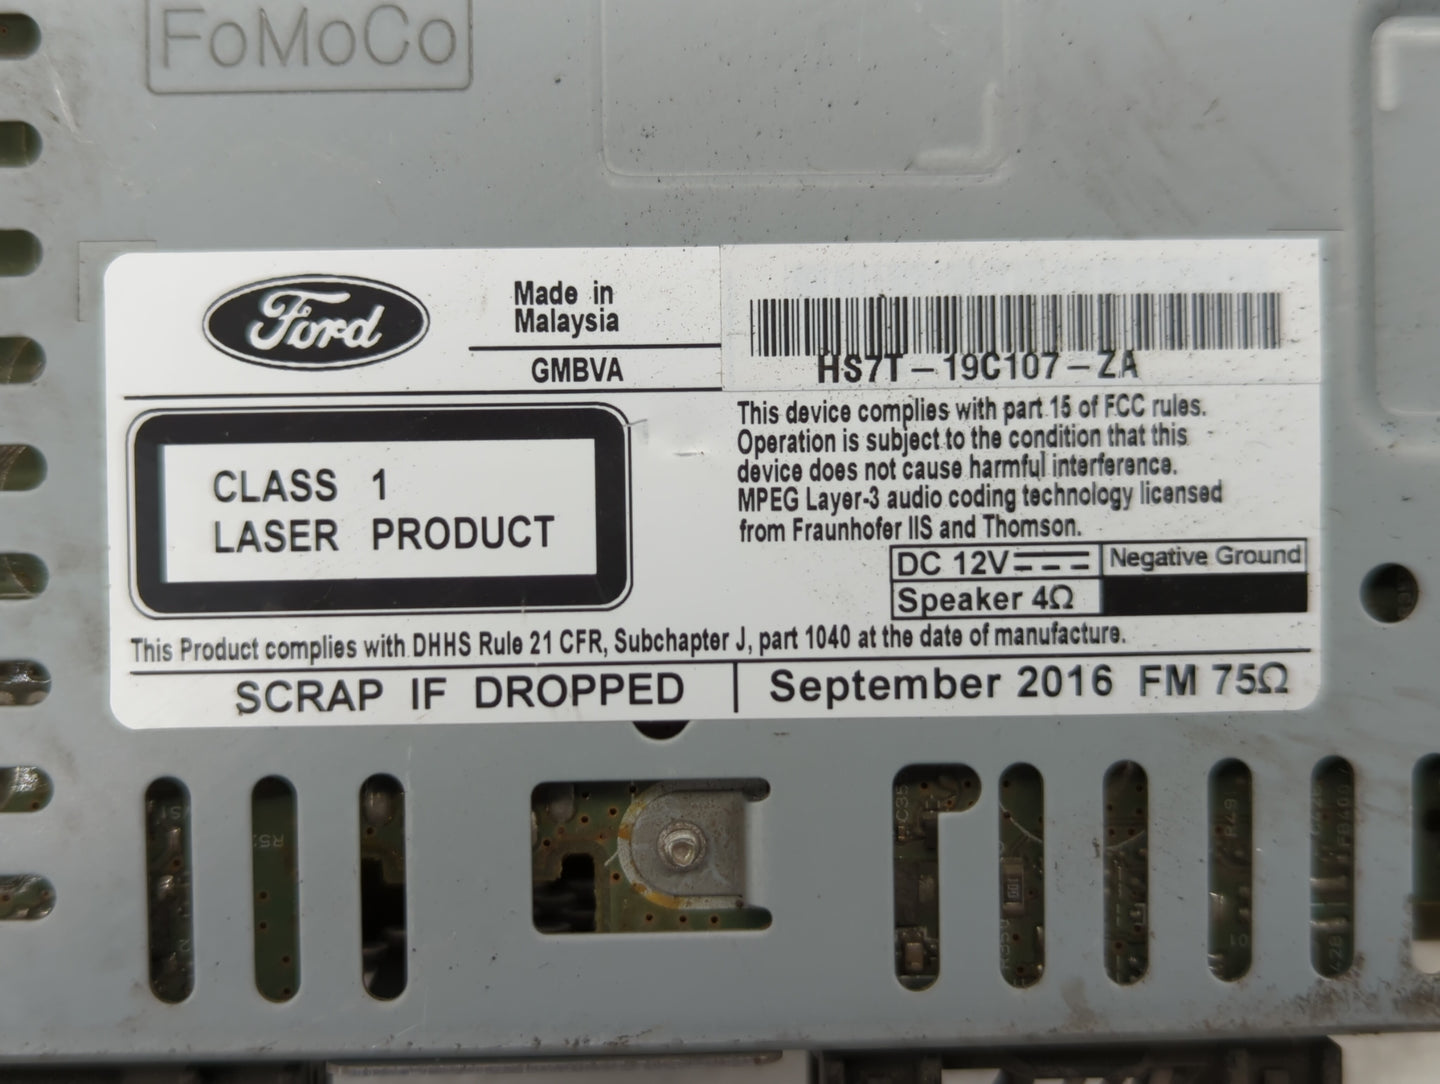 FoMoCo
Ford
Made in
Malaysia
GMBVA
HS7T-19C107-ZA
CLASS 1
LASER PRODUCT
This device complies with part 15 of FCC rules.
Operation is subject to the condition that this
device does not cause harmful interference.
MPEG Layer-3 audio coding technology licensed
from Fraunhofer IIS and Thomson.
DC 12V
Negative Ground
Speaker 4Ω
This Product complies with DHHS Rule 21 CFR, Subchapter J, part 1040 at the date of manufacture.
SCRAP IF DROPPED
September 2016 FM 75Ω